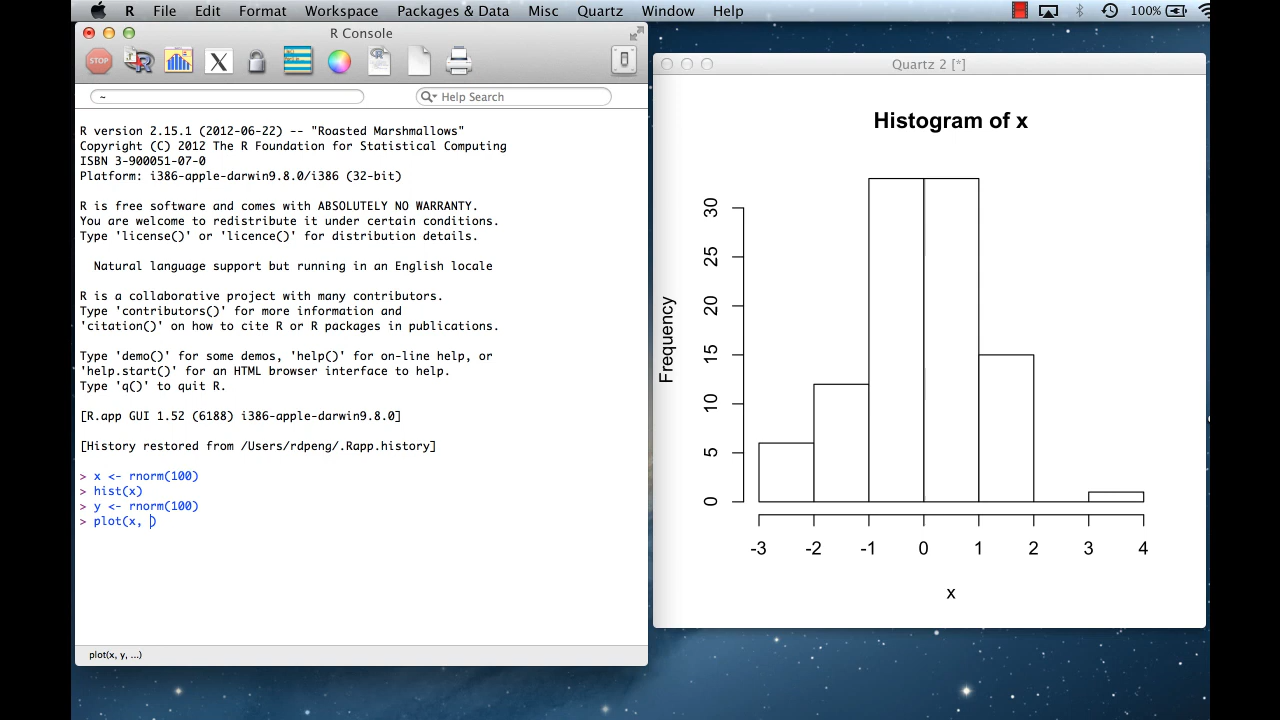 R File Edit Format Workspace Packages & Data Misc Quartz Window Help 100%
R Console
STOP
X
~
Help Search
R version 2.15.1 (2012-06-22) -- "Roasted Marshmallows"
Copyright (C) 2012 The R Foundation for Statistical Computing
ISBN 3-900051-07-0
Platform: i386-apple-darwin9.8.0/i386 (32-bit)
R is free software and comes with ABSOLUTELY NO WARRANTY.
You are welcome to redistribute it under certain conditions.
Type 'license()' or 'licence()' for distribution details.
Natural language support but running in an English locale
R is a collaborative project with many contributors.
Type 'contributors()' for more information and
'citation()' on how to cite R or R packages in publications.
Type 'demo()' for some demos, 'help()' for on-line help, or
'help.start()' for an HTML browser interface to help.
Type 'q()' to quit R.
[R.app GUI 1.52 (6188) i386-apple-darwin9.8.0]
[History restored from /Users/rdpeng/.Rapp.history]
> x <- rnorm(100)
> hist(x)
> y <- rnorm(100)
> plot(x, )
plot(x, y, ...)
Quartz 2 [*]
Histogram of x
Frequency
30
25
20
15
10
5
0
-3 -2 -1 0 1 2 3 4
x